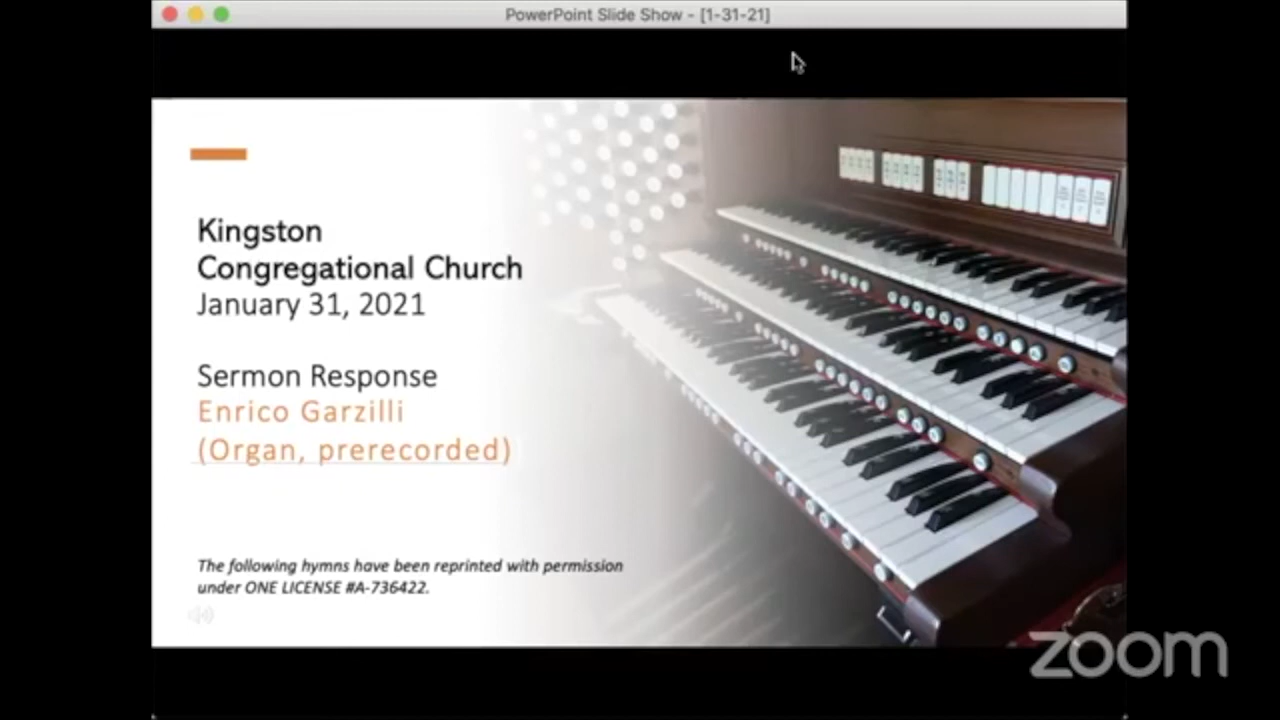 PowerPoint Slide Show - [1-31-21]
Kingston
Congregational Church
January 31, 2021
Sermon Response
Enrico Garzilli
(Organ, prerecorded)
The following hymns have been reprinted with permission
under ONE LICENSE #A-736422.
zoom